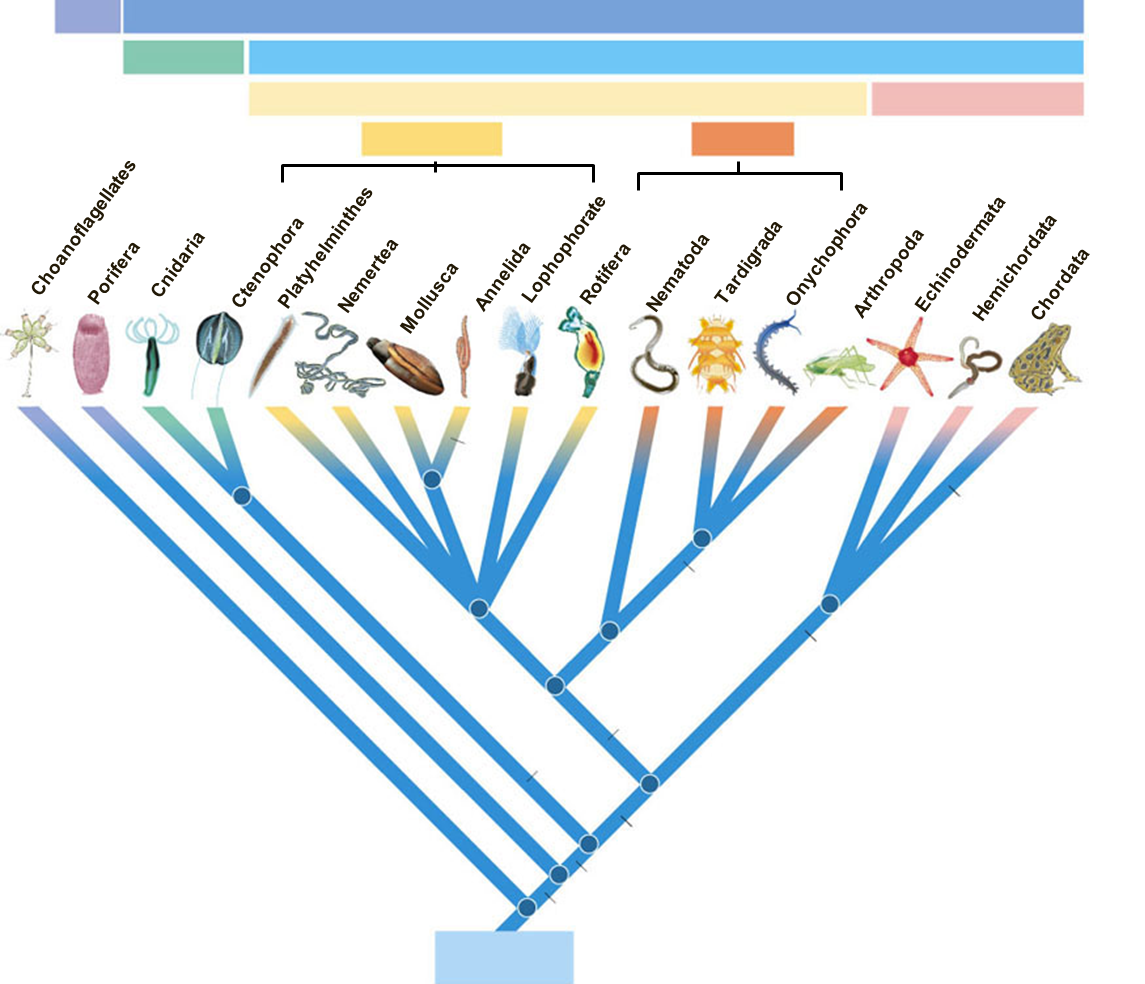 Choanoflagellates
Porifera
Cnidaria
Ctenophora
Platyhelminthes
Nemertea
Mollusca
Annelida
Lophophorate
Rotifera
Nematoda
Tardigrada
Onychophora
Arthropoda
Echinodermata
Hemichordata
Chordata